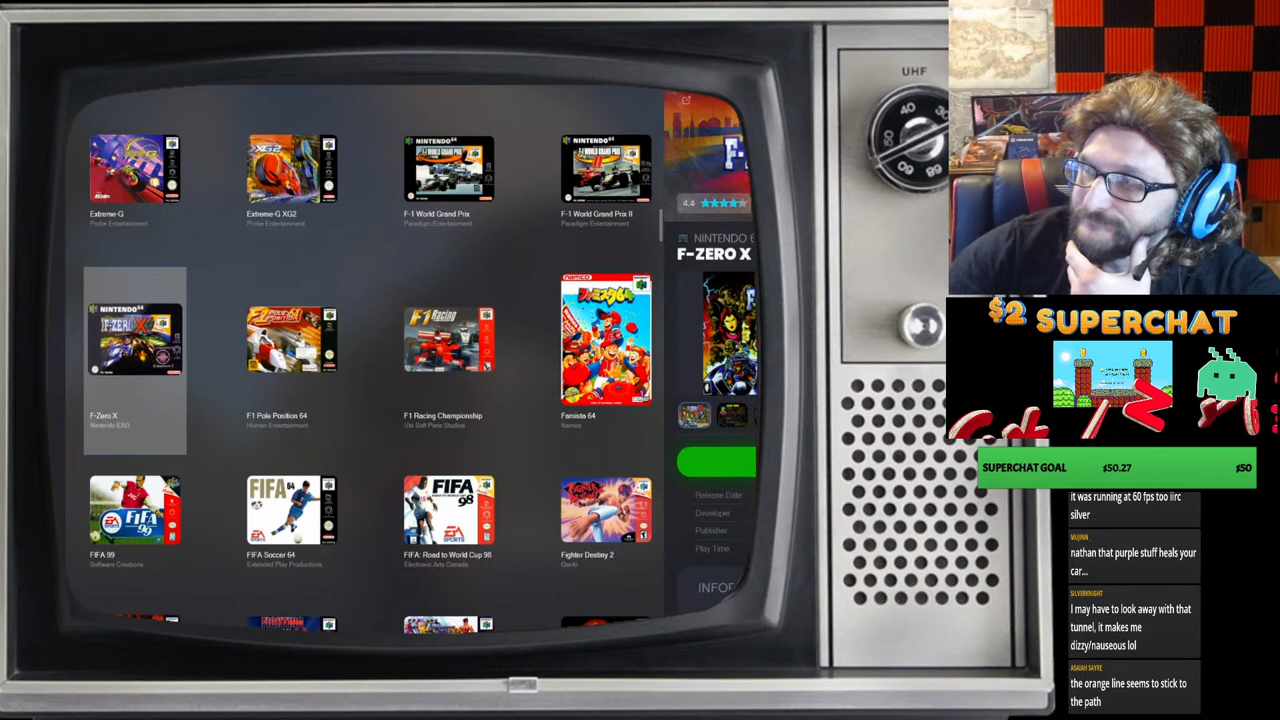 Extreme-G
Probe Entertainment
Extreme-G XG2
Probe Entertainment
F-1 World Grand Prix
Paradigm Entertainment
F-1 World Grand Prix II
Paradigm Entertainment
4.4
NINTENDO 6
F-ZERO X
F-Zero X
Nintendo EAD
F1 Pole Position 64
Human Entertainment
F1 Racing Championship
Ubi Soft Paris Studios
Famista 64
Namco
FIFA 99
Software Creations
FIFA Soccer 64
Extended Play Productions
FIFA: Road to World Cup 98
Electronic Arts Canada
Fighter Destiny 2
Genki
Release Date
Developer
Publisher
Play Time
INFO
UHF
$2 SUPERCHAT
SUPERCHAT GOAL $50.27 $50
it was running at 60 fps too iirc
silver
MUJINN
nathan that purple stuff heals your
car...
SILVERKNIGHT
I may have to look away with that
tunnel, it makes me
dizzy/nauseous lol
ASAIAH SAYRE
the orange line seems to stick to
the path